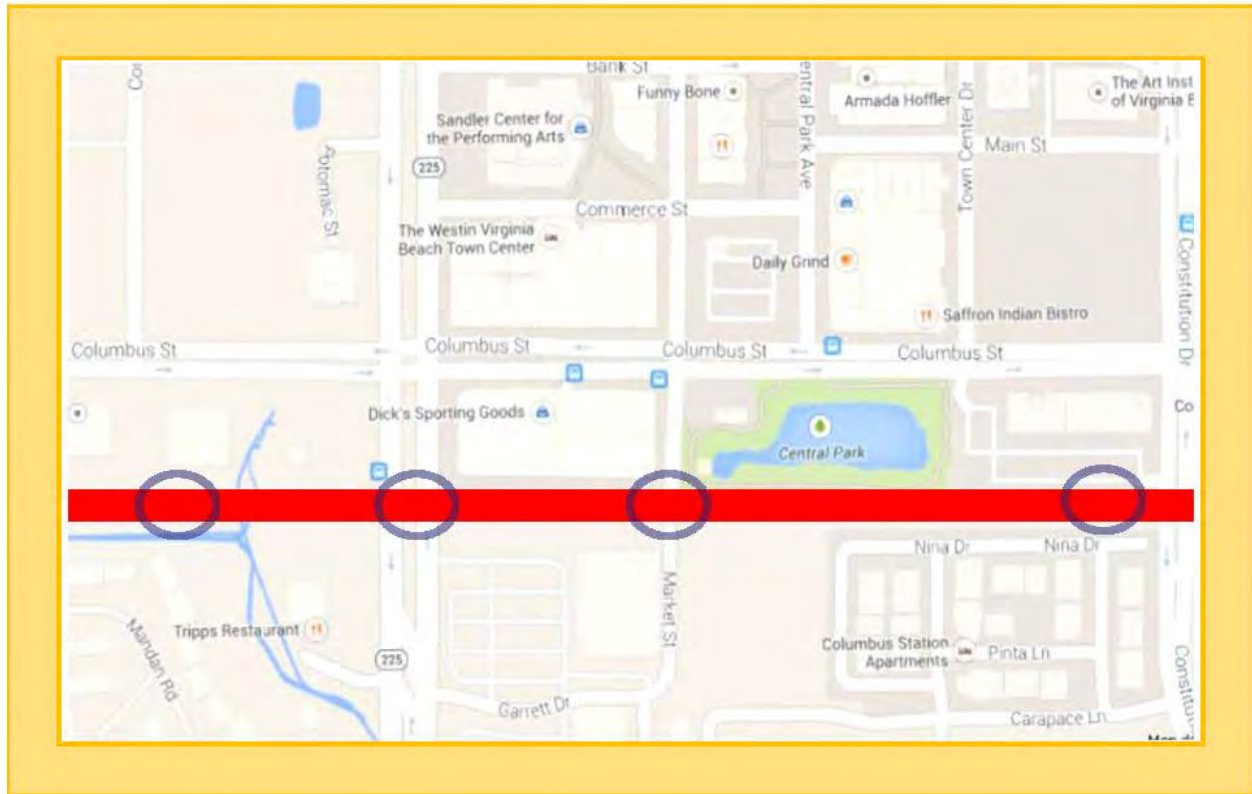 Bank St
Funny Bone
Armada Hoffler
The Art Inst
of Virginia B
Sandler Center for
the Performing Arts
Main St
Central Park Ave
Town Center Dr
225
Potomac St
Commerce St
The Westin Virginia
Beach Town Center
Daily Grind
Constitution Dr
Saffron Indian Bistro
Columbus St
Columbus St
Columbus St
Columbus St
Dick's Sporting Goods
Co
Central Park
Nina Dr
Nina Dr
Market St
Mandan Rd
Tripps Restaurant
225
Columbus Station
Apartments
Pinta Ln
Garrett Dr
Carapace Ln
Constitu